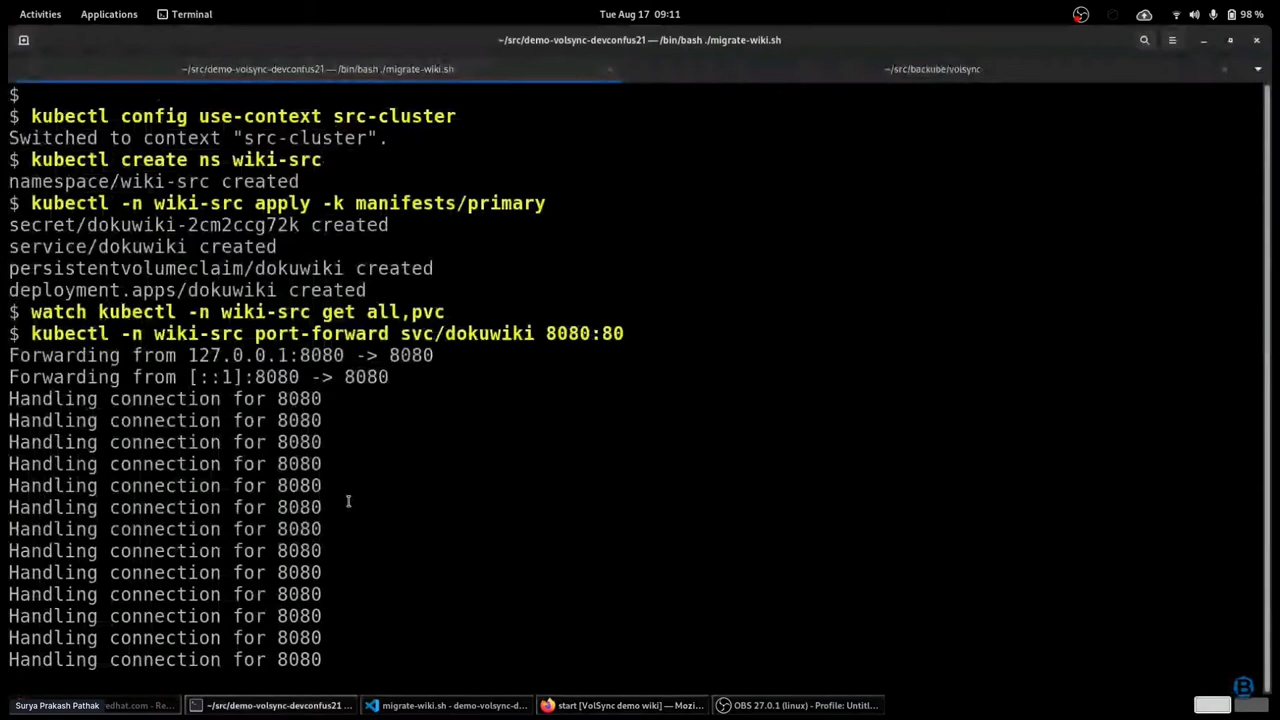 Activities Applications Terminal Tue Aug 17 09:11 98 %
~/src/demo-volsync-devconfus21 — /bin/bash ./migrate-wiki.sh
~/src/demo-volsync-devconfus21 — /bin/bash ./migrate-wiki.sh ~/src/backube/volsync
$
$ kubectl config use-context src-cluster
Switched to context "src-cluster".
$ kubectl create ns wiki-src
namespace/wiki-src created
$ kubectl -n wiki-src apply -k manifests/primary
secret/dokuwiki-2cm2ccg72k created
service/dokuwiki created
persistentvolumeclaim/dokuwiki created
deployment.apps/dokuwiki created
$ watch kubectl -n wiki-src get all,pvc
$ kubectl -n wiki-src port-forward svc/dokuwiki 8080:80
Forwarding from 127.0.0.1:8080 -> 8080
Forwarding from [::1]:8080 -> 8080
Handling connection for 8080
Handling connection for 8080
Handling connection for 8080
Handling connection for 8080
Handling connection for 8080
Handling connection for 8080
Handling connection for 8080
Handling connection for 8080
Handling connection for 8080
Handling connection for 8080
Handling connection for 8080
Handling connection for 8080
Handling connection for 8080
B
Surya Prakash Pathak edhat.com - Re... ~/src/demo-volsync-devconfus21 ... migrate-wiki.sh - demo-volsync-d... start [VolSync demo wiki] — Mozi... OBS 27.0.1 (linux) - Profile: Untitl...